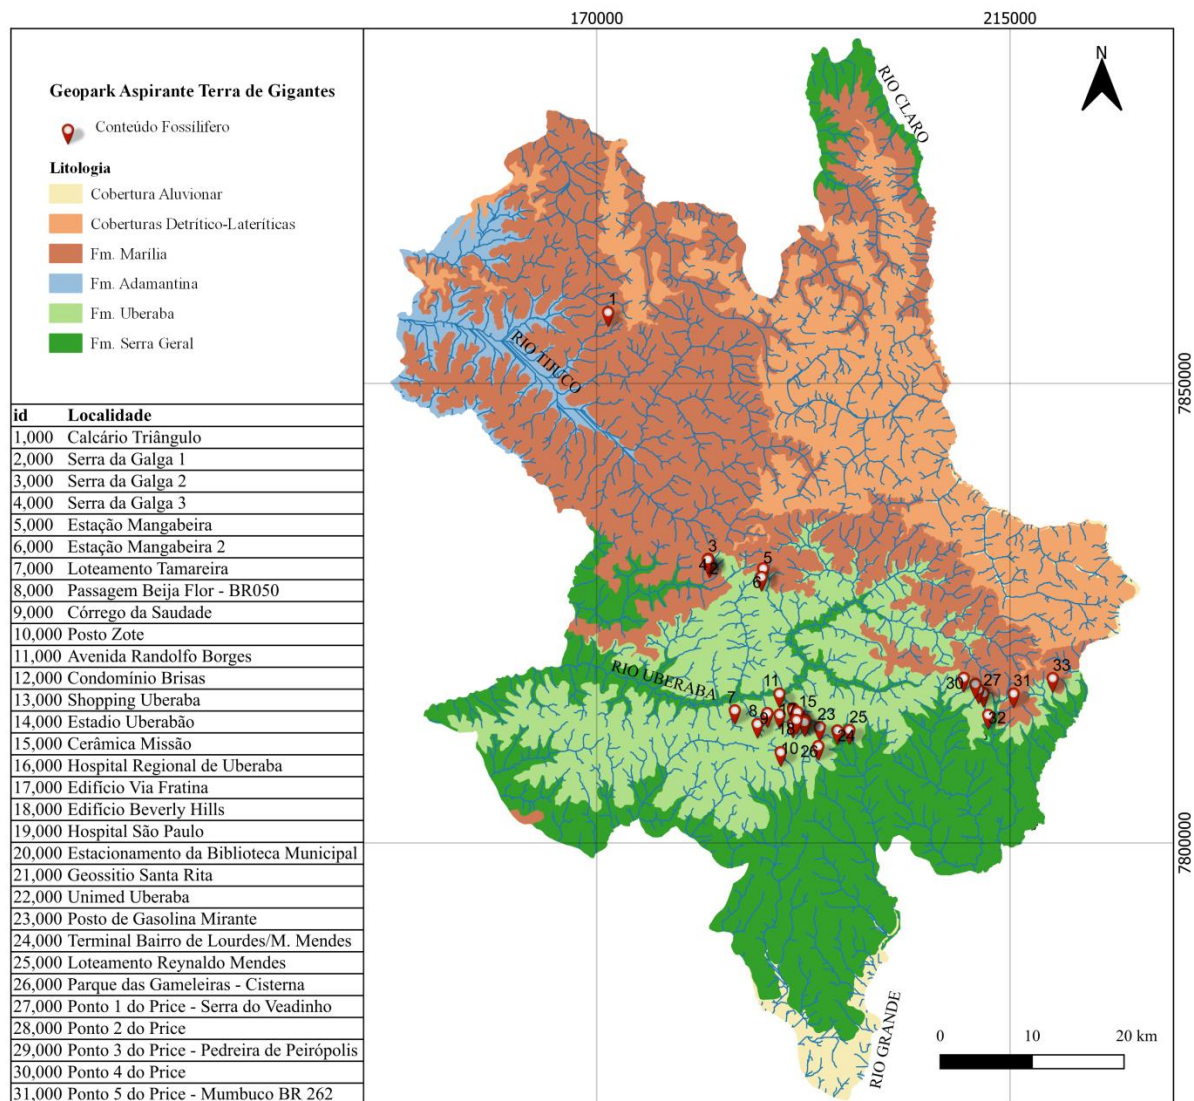 170000
215000
Geopark Aspirante Terra de Gigantes
Conteúdo Fossílifero
Litologia
Cobertura Aluvionar
Coberturas Detrítico-Lateríticas
Fm. Marília
Fm. Adamantina
Fm. Uberaba
Fm. Serra Geral
id Localidade
1,000 Calcário Triângulo
2,000 Serra da Galga 1
3,000 Serra da Galga 2
4,000 Serra da Galga 3
5,000 Estação Mangabeira
6,000 Estação Mangabeira 2
7,000 Loteamento Tamareira
8,000 Passagem Beija Flor - BR050
9,000 Córrego da Saudade
10,000 Posto Zote
11,000 Avenida Randolfo Borges
12,000 Condomínio Brisas
13,000 Shopping Uberaba
14,000 Estadio Uberabão
15,000 Cerâmica Missão
16,000 Hospital Regional de Uberaba
17,000 Edifício Via Fratina
18,000 Edifício Beverly Hills
19,000 Hospital São Paulo
20,000 Estacionamento da Biblioteca Municipal
21,000 Geossitio Santa Rita
22,000 Unimed Uberaba
23,000 Posto de Gasolina Mirante
24,000 Terminal Bairro de Lourdes/M. Mendes
25,000 Loteamento Reynaldo Mendes
26,000 Parque das Gameleiras - Cisterna
27,000 Ponto 1 do Price - Serra do Veadinho
28,000 Ponto 2 do Price
29,000 Ponto 3 do Price - Pedreira de Peirópolis
30,000 Ponto 4 do Price
31,000 Ponto 5 do Price - Mumbuco BR 262
N
RIO CLARO
1
RIO TIJUCO
7850000
3
4
2
5
6
RIO UBERABA
7
11
8
9
15
18
23
25
24
10
26
30
27
31
33
32
7800000
RIO GRANDE
0 10 20 km